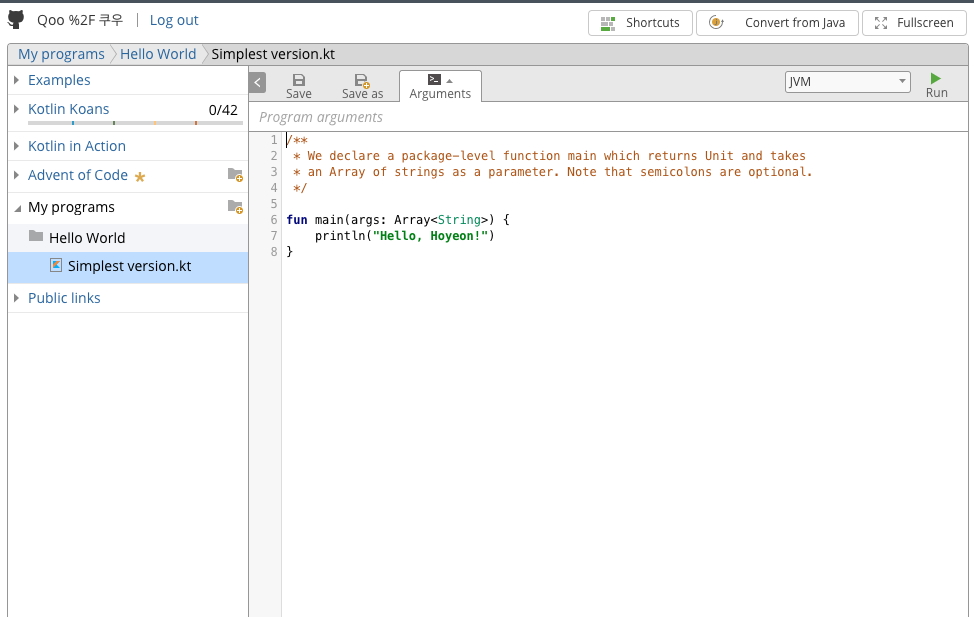 Qoo %2F 쿠우 | Log out
Shortcuts
Convert from Java
Fullscreen
My programs
Hello World
Simplest version.kt
Examples
Kotlin Koans 0/42
Kotlin in Action
Advent of Code
My programs
Hello World
Simplest version.kt
Public links
Save
Save as
Arguments
JVM
Run
Program arguments
1 /**
2  * We declare a package-level function main which returns Unit and takes
3  * an Array of strings as a parameter. Note that semicolons are optional.
4  */
5
6 fun main(args: Array<String>) {
7     println("Hello, Hoyeon!")
8 }